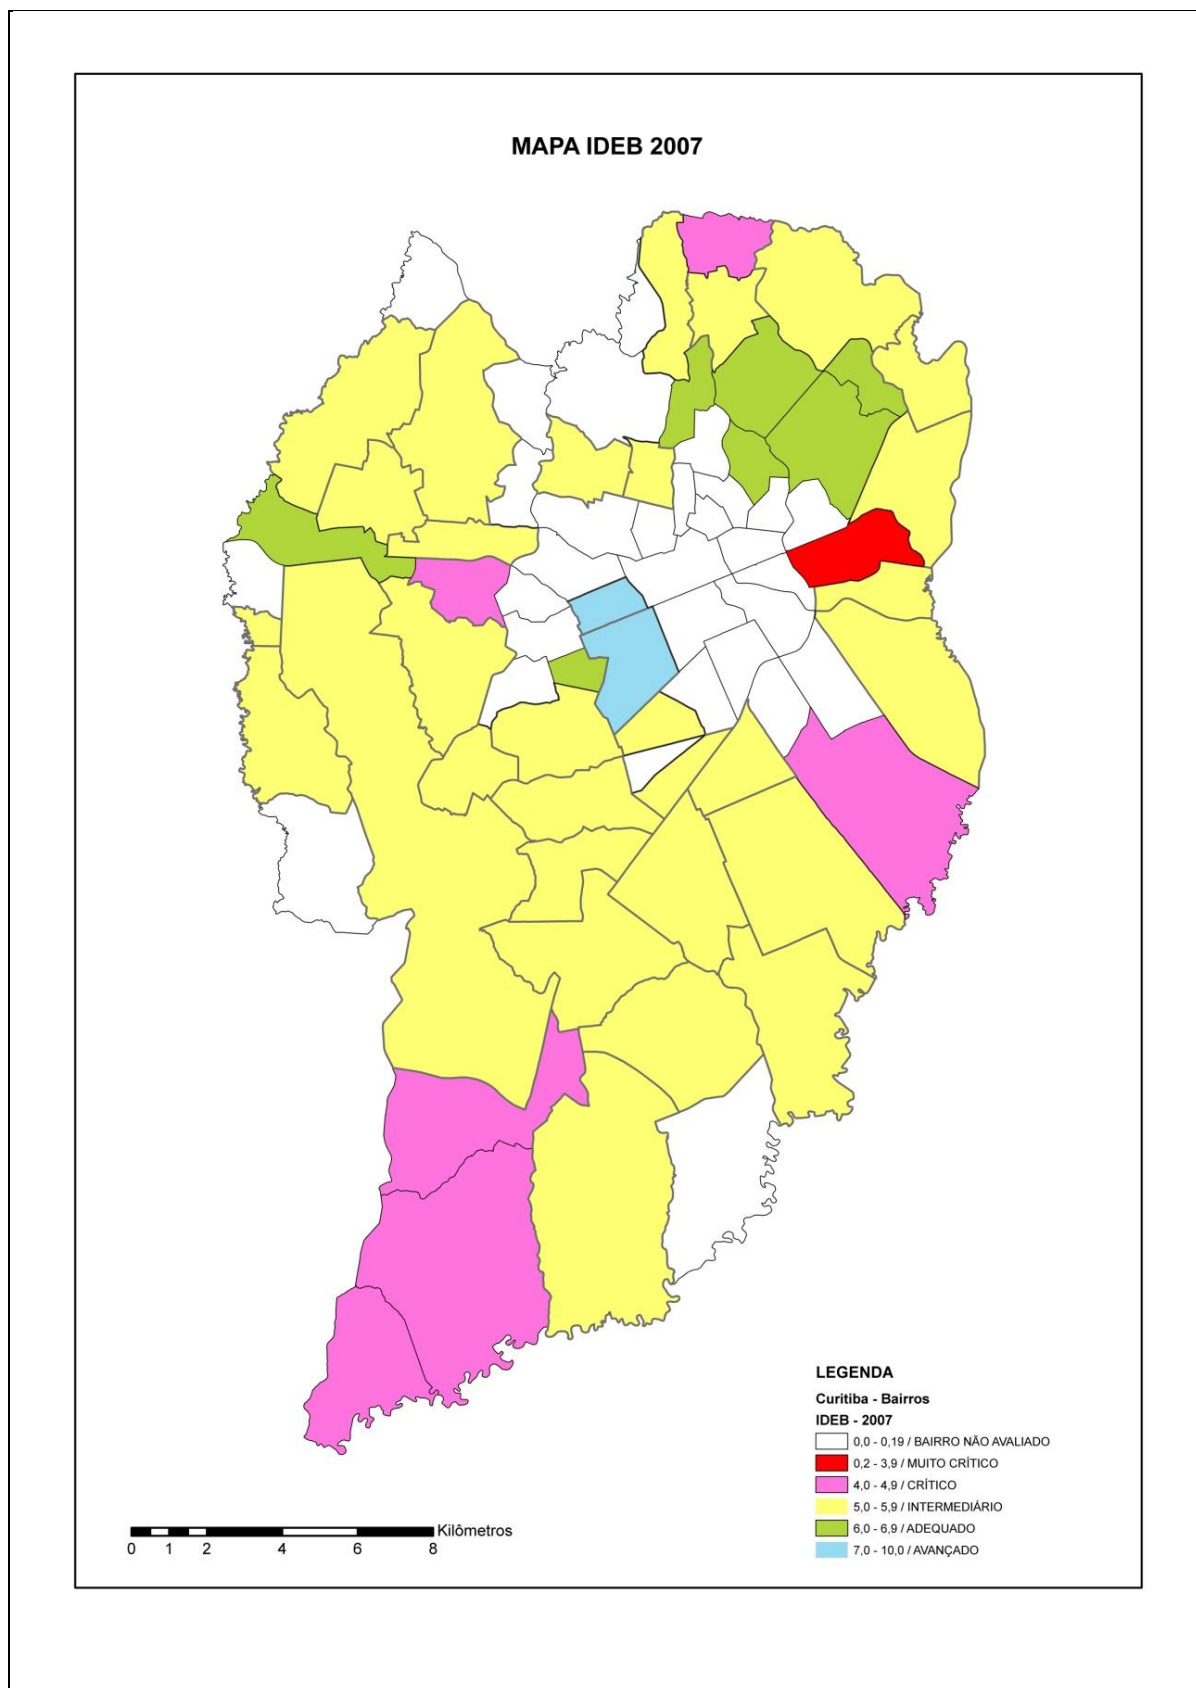 MAPA IDEB 2007
LEGENDA
Curitiba - Bairros
IDEB - 2007
0,0 - 0,19 / BAIRRO NÃO AVALIADO
0,2 - 3,9 / MUITO CRÍTICO
4,0 - 4,9 / CRÍTICO
5,0 - 5,9 / INTERMEDIÁRIO
6,0 - 6,9 / ADEQUADO
7,0 - 10,0 / AVANÇADO
Kilômetros
0 1 2 4 6 8